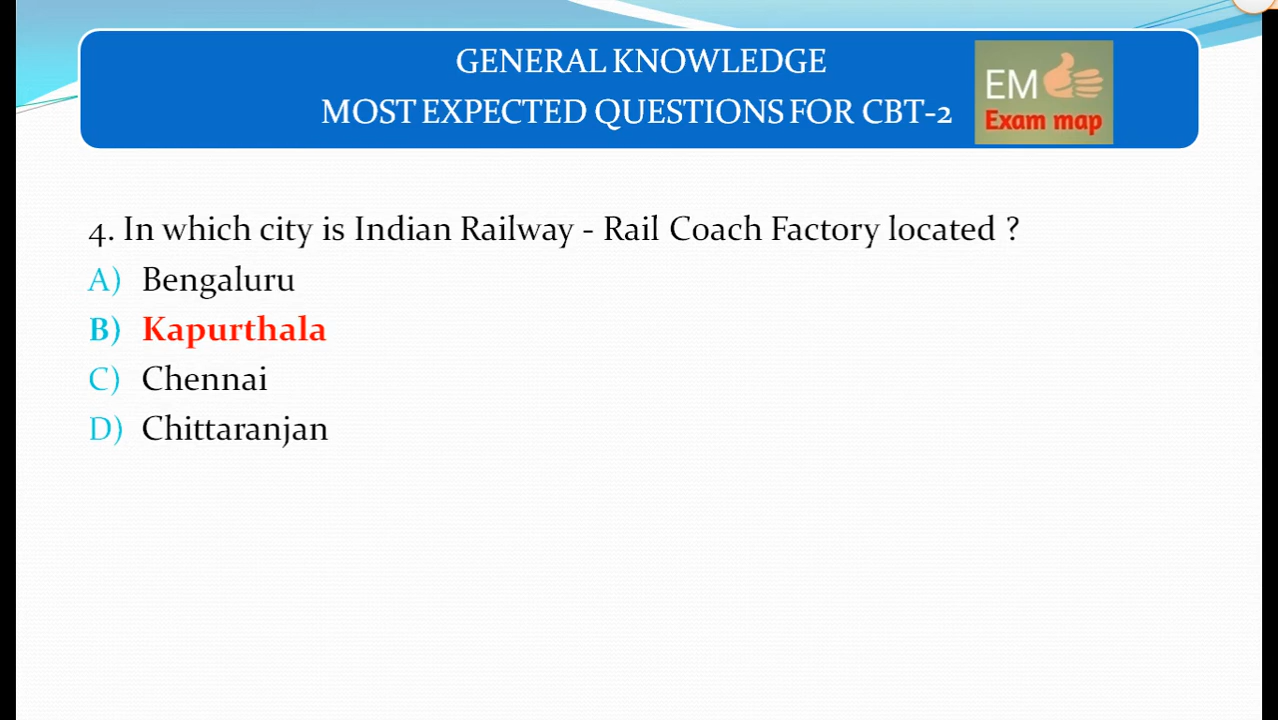 GENERAL KNOWLEDGE
MOST EXPECTED QUESTIONS FOR CBT-2
EM
Exam map
4. In which city is Indian Railway - Rail Coach Factory located ?
A) Bengaluru
B) Kapurthala
C) Chennai
D) Chittaranjan